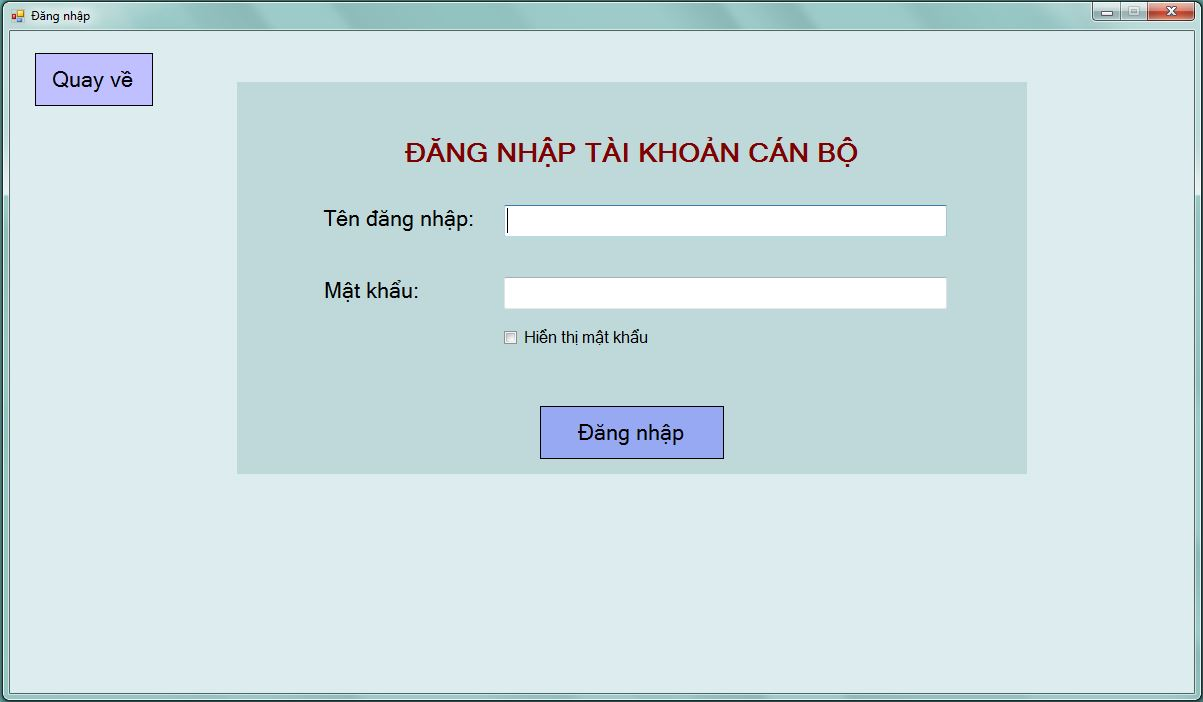 Đăng nhập
Quay về
ĐĂNG NHẬP TÀI KHOẢN CÁN BỘ
Tên đăng nhập:
Mật khẩu:
Hiển thị mật khẩu
Đăng nhập